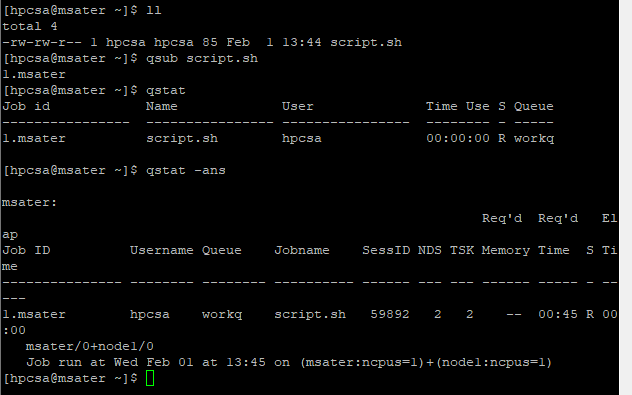 [hpcsa@msater ~]$ ll
total 4
-rw-rw-r-- 1 hpcsa hpcsa 85 Feb  1 13:44 script.sh
[hpcsa@msater ~]$ qsub script.sh
1.msater
[hpcsa@msater ~]$ qstat
Job id            Name             User              Time Use S Queue
----------------  ---------------- ----------------  -------- - -----
1.msater          script.sh        hpcsa             00:00:00 R workq
[hpcsa@msater ~]$ qstat -ans
msater:
                                                            Req'd  Req'd   El
ap
Job ID          Username Queue    Jobname    SessID NDS TSK Memory Time  S Ti
me
--------------- -------- -------- ---------- ------ --- --- ------ ----- - --
---
1.msater        hpcsa    workq    script.sh   59892   2   2    --  00:45 R 00
:00
   msater/0+node1/0
   Job run at Wed Feb 01 at 13:45 on (msater:ncpus=1)+(node1:ncpus=1)
[hpcsa@msater ~]$